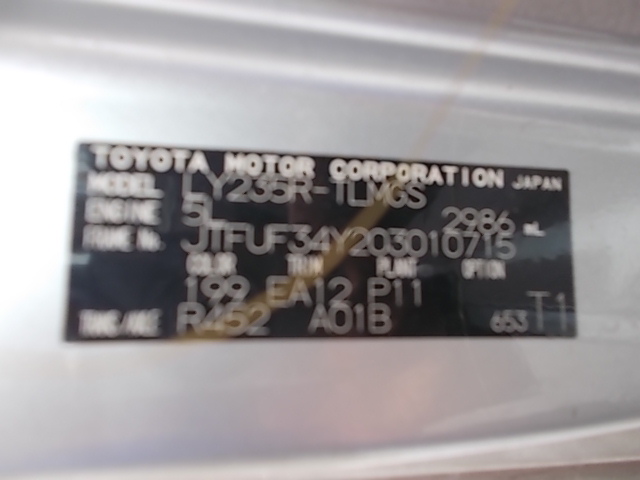 TOYOTA MOTOR CORPORATION JAPAN
MODEL LY235R-TLMGS
ENGINE 5L 2986 mL
FRAME No. JTFUF34Y203010715
COLOR TRIM PLANT OPTION
199 EA12 P11
TRANS/AXLE R452 A01B 653 T1